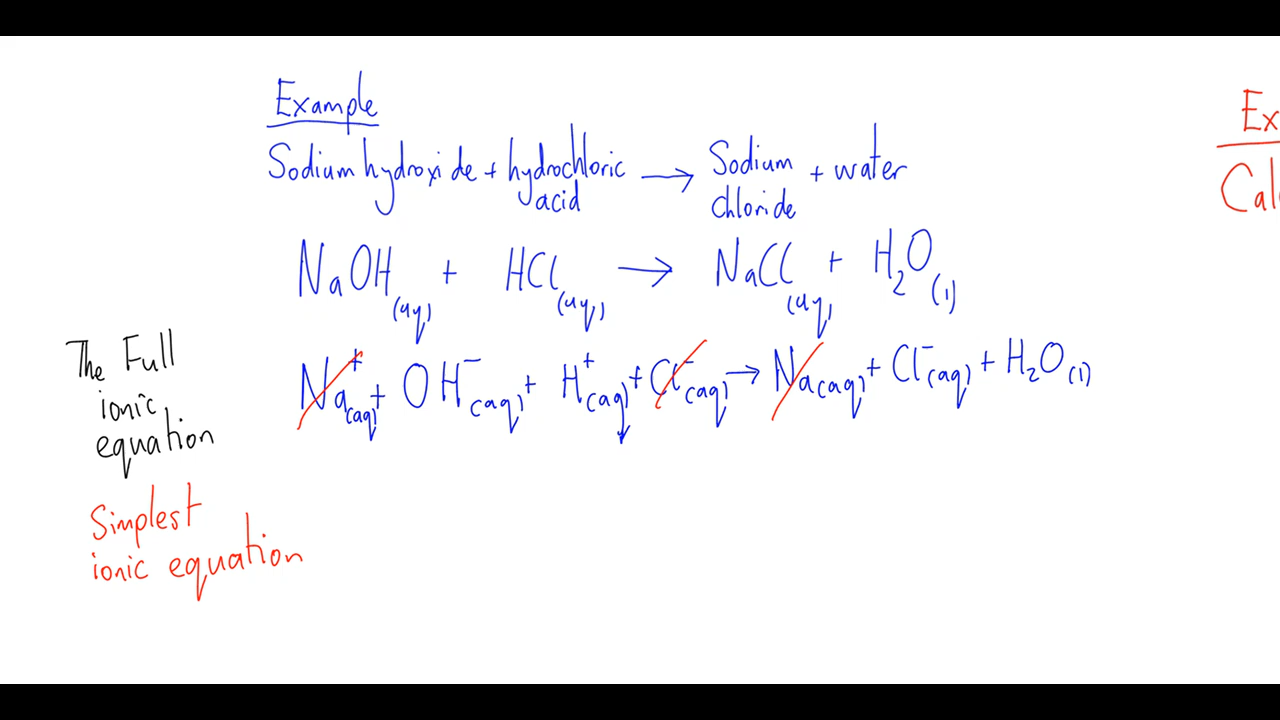 Example
Sodium hydroxide + hydrochloric acid → Sodium chloride + water
NaOH(aq) + HCl(aq) → NaCl(aq) + H₂O(l)
The Full
ionic
equation
Na⁺(aq) + OH⁻(aq) + H⁺(aq) + Cl⁻(aq) → Na(aq) + Cl⁻(aq) + H₂O(l)
Simplest
ionic equation
Ex
Cal